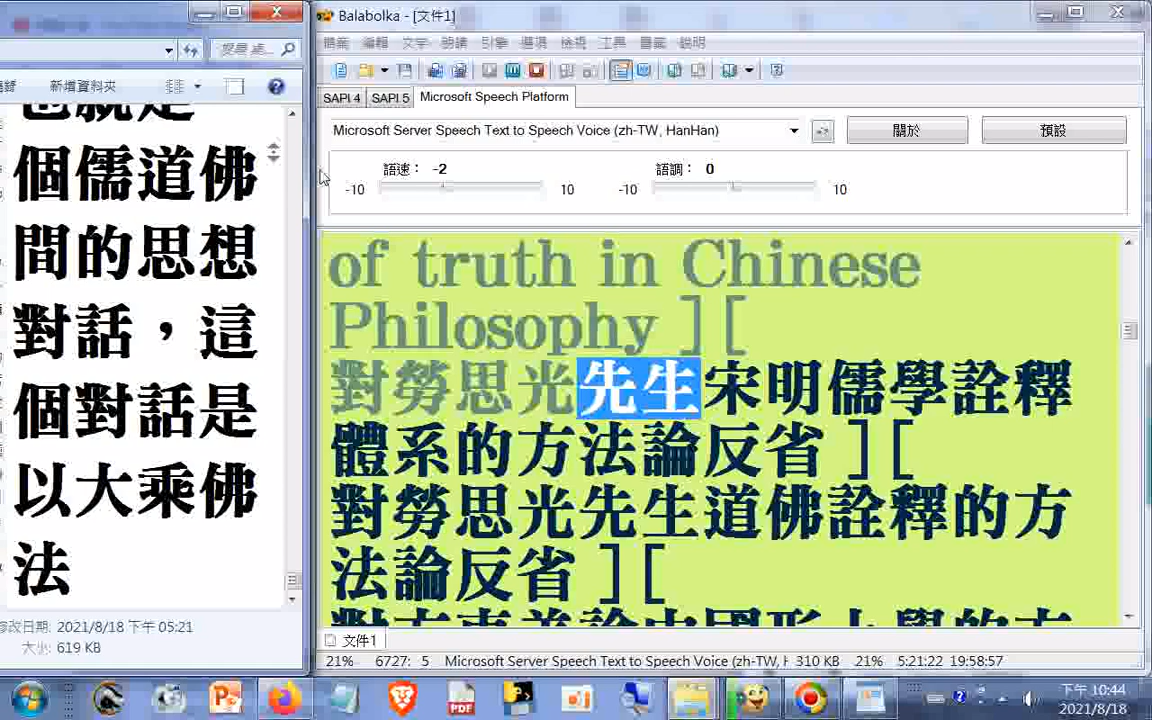 新增資料夾
個儒道佛
間的思想
對話，這
個對話是
以大乘佛
法
修改日期: 2021/8/18 下午 05:21
大小: 619 KB
Balabolka - [文件1]
檔案 編輯 文字 朗讀 引擎 選項 檢視 工具 書籤 說明
SAPI 4 SAPI 5 Microsoft Speech Platform
Microsoft Server Speech Text to Speech Voice (zh-TW, HanHan) 關於 預設
語速： -2 語調： 0
-10 10 -10 10
of truth in Chinese
Philosophy ][
對勞思光先生宋明儒學詮釋
體系的方法論反省 ][
對勞思光先生道佛詮釋的方
法論反省 ][
文件1
21% 6727: 5 Microsoft Server Speech Text to Speech Voice (zh-TW, H 310 KB 21% 5:21:22 19:58:57
PDF
下午 10:44
2021/8/18